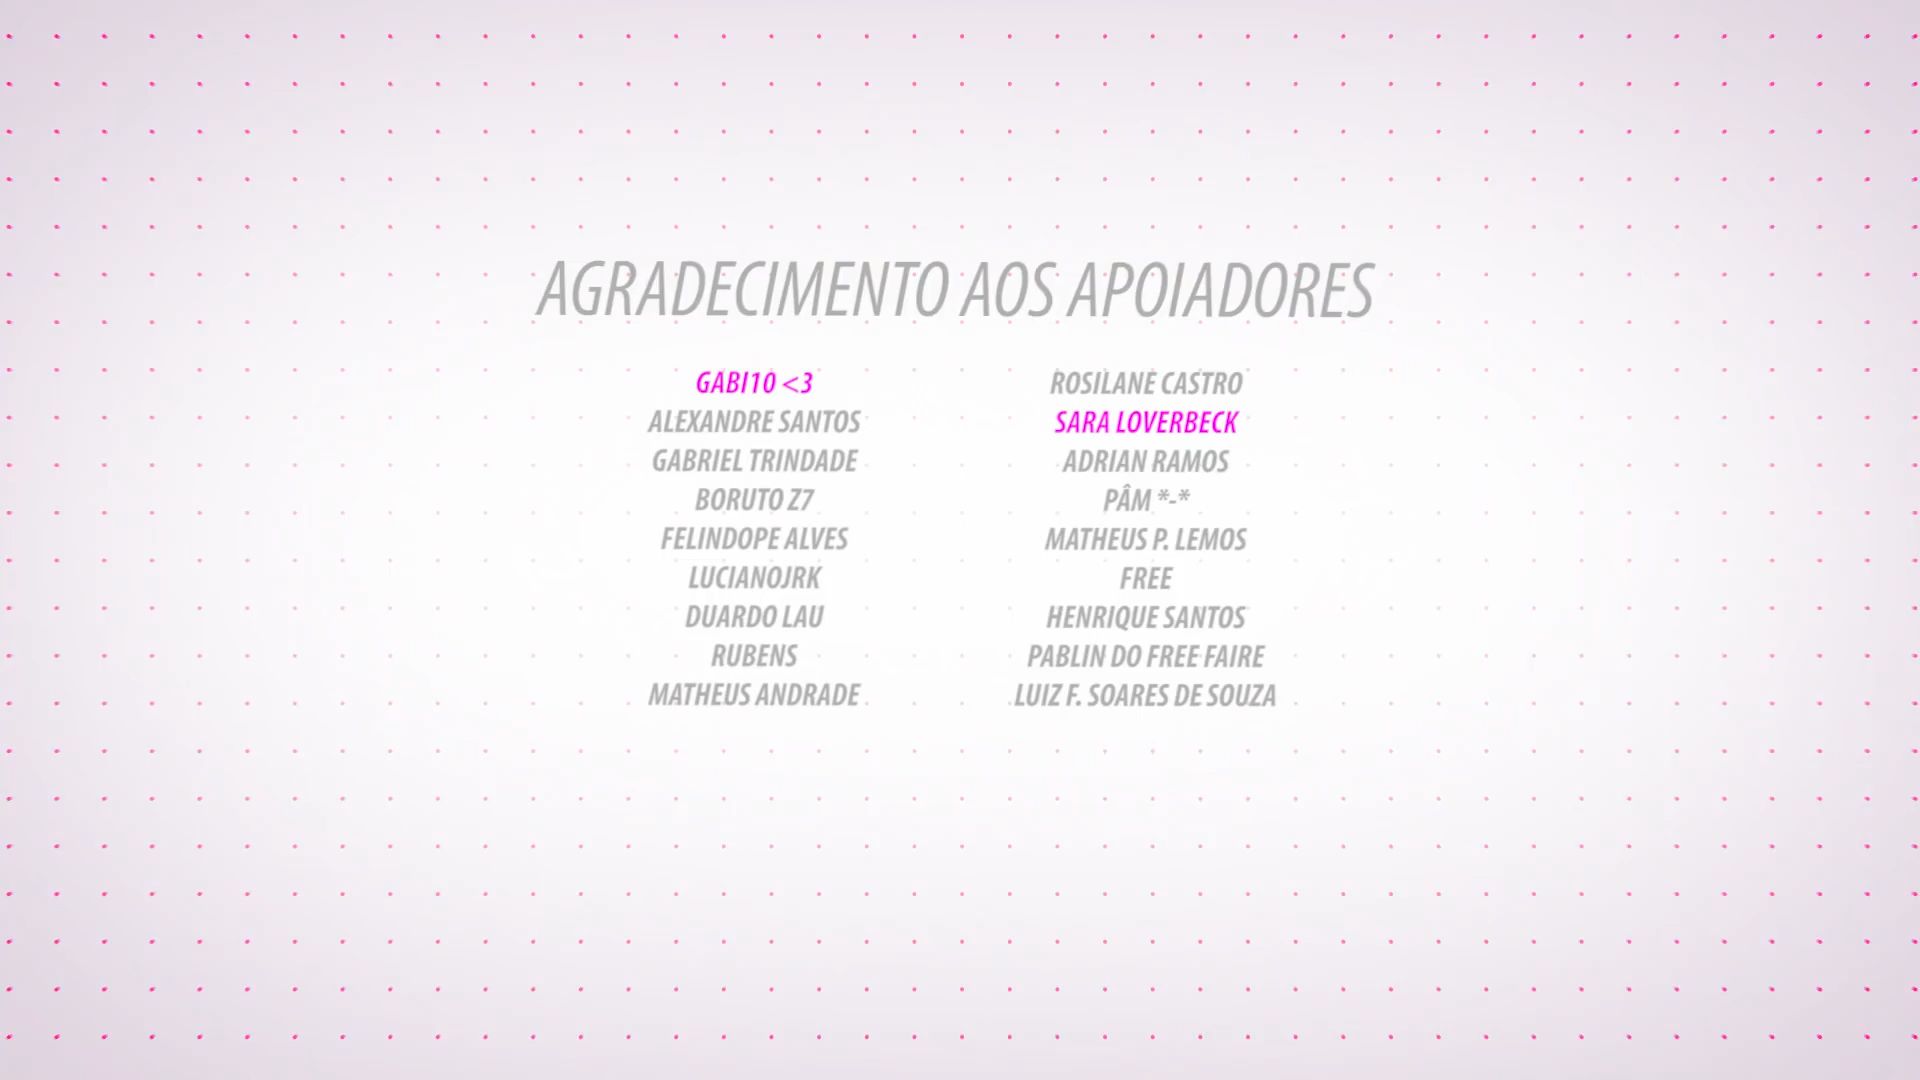 AGRADECIMENTO AOS APOIADORES
GABI10 <3
ALEXANDRE SANTOS
GABRIEL TRINDADE
BORUTO Z7
FELINDOPE ALVES
LUCIANOJRK
DUARDO LAU
RUBENS
MATHEUS ANDRADE
ROSILANE CASTRO
SARA LOVERBECK
ADRIAN RAMOS
PÂM *-*
MATHEUS P. LEMOS
FREE
HENRIQUE SANTOS
PABLIN DO FREE FAIRE
LUIZ F. SOARES DE SOUZA